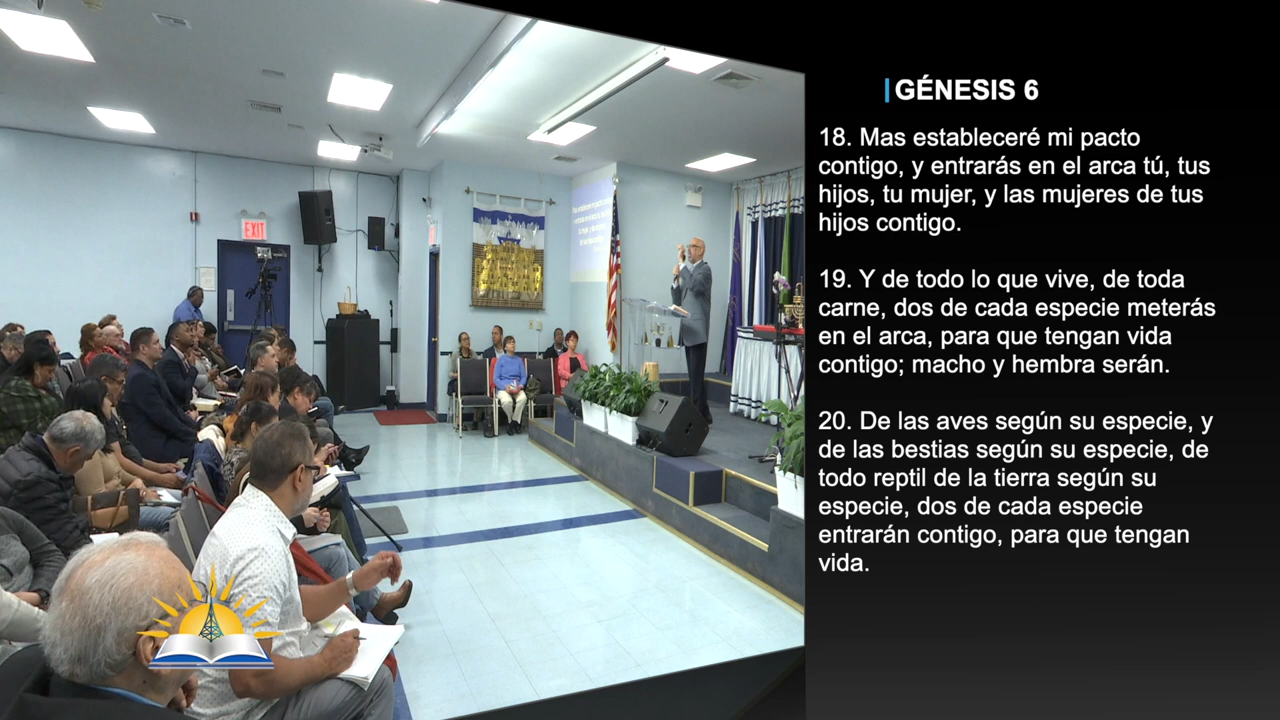 EXIT
GÉNESIS 6
18. Mas estableceré mi pacto
contigo, y entrarás en el arca tú, tus
hijos, tu mujer, y las mujeres de tus
hijos contigo.
19. Y de todo lo que vive, de toda
carne, dos de cada especie meterás
en el arca, para que tengan vida
contigo; macho y hembra serán.
20. De las aves según su especie, y
de las bestias según su especie, de
todo reptil de la tierra según su
especie, dos de cada especie
entrarán contigo, para que tengan
vida.